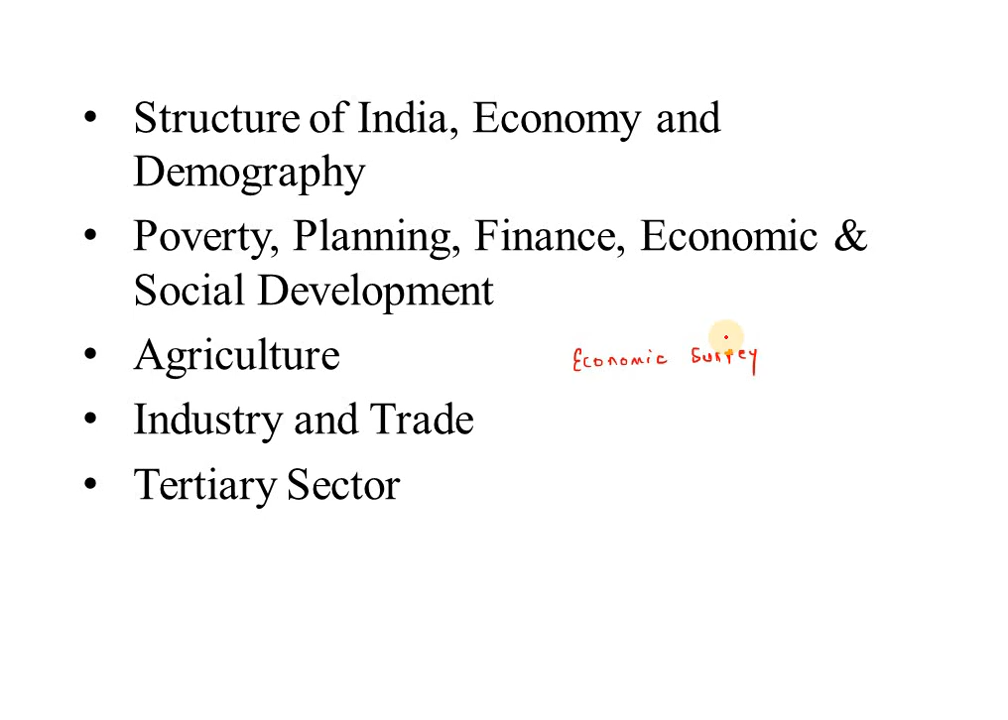 • Structure of India, Economy and
Demography
• Poverty, Planning, Finance, Economic &
Social Development
• Agriculture
Economic Survey
• Industry and Trade
• Tertiary Sector